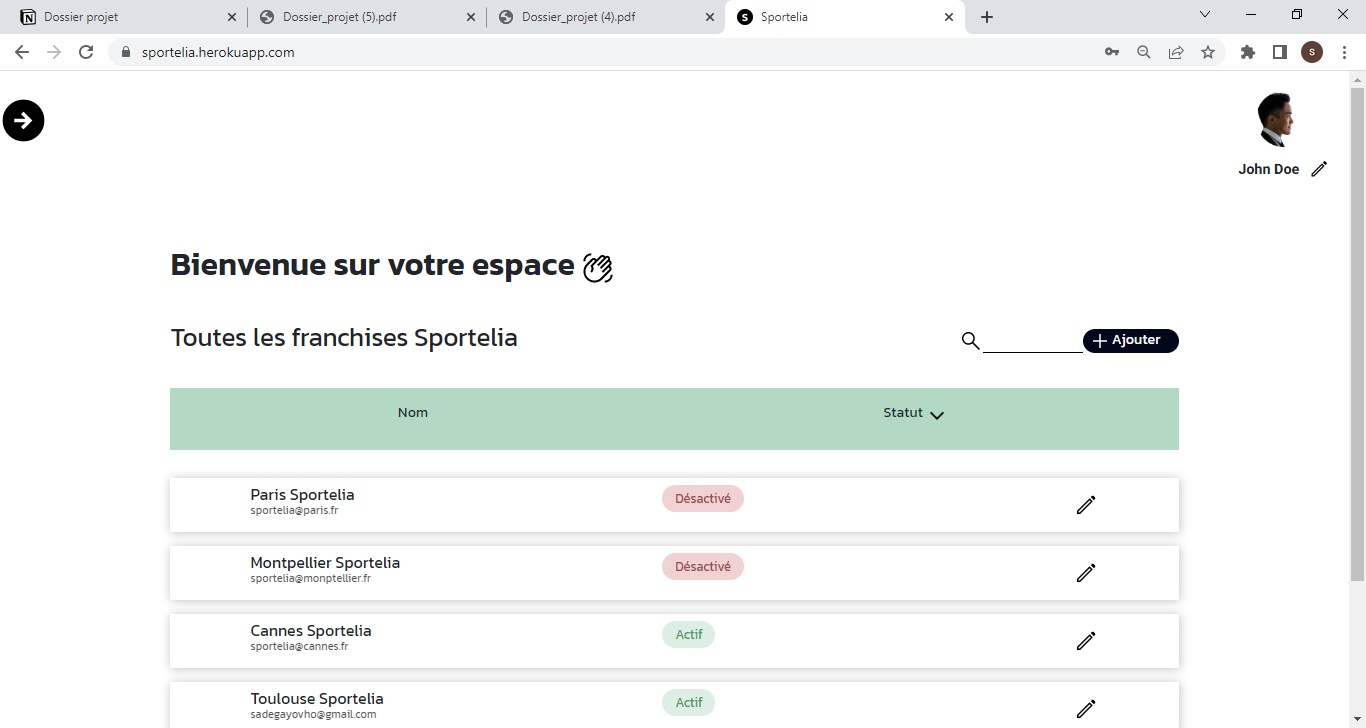 Dossier projet
Dossier_projet (5).pdf
Dossier_projet (4).pdf
S
Sportelia
sportelia.herokuapp.com
s
John Doe
Bienvenue sur votre espace
Toutes les franchises Sportelia
Ajouter
Nom
Statut
Paris Sportelia
Désactivé
sportelia@paris.fr
Montpellier Sportelia
Désactivé
sportelia@monptellier.fr
Cannes Sportelia
Actif
sportelia@cannes.fr
Toulouse Sportelia
Actif
sadegayovho@gmail.com